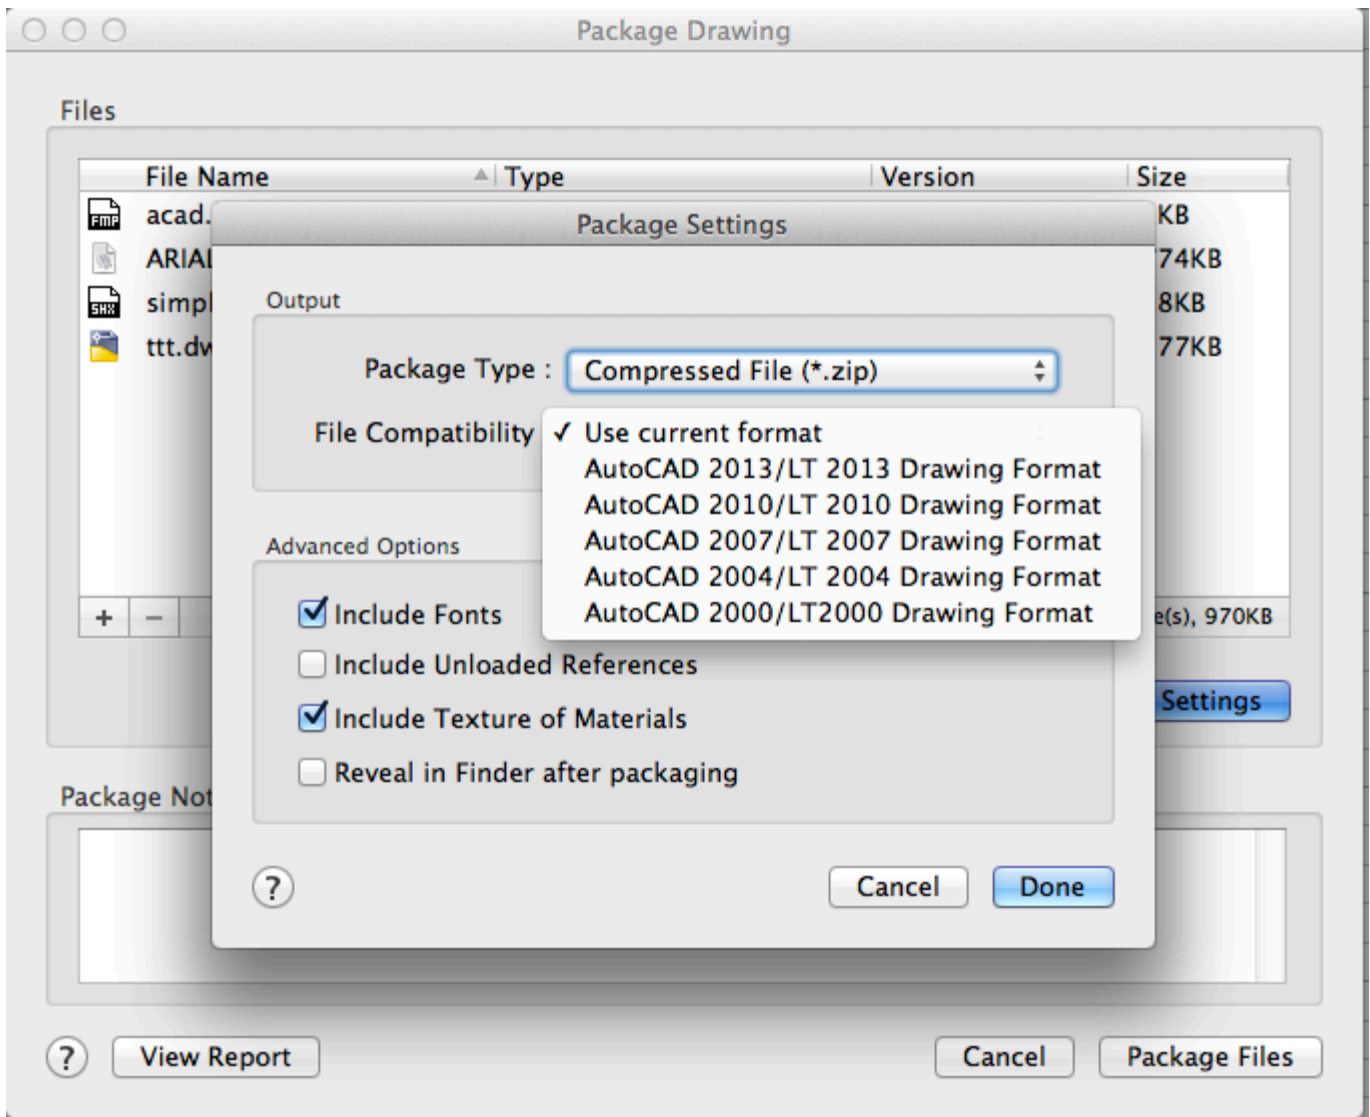 Package Drawing
Files
File Name Type Version Size
acad. KB
ARIAL 74KB
simpl 8KB
ttt.dw 77KB
Package Settings
Output
Package Type : Compressed File (*.zip)
File Compatibility ✓ Use current format
AutoCAD 2013/LT 2013 Drawing Format
AutoCAD 2010/LT 2010 Drawing Format
AutoCAD 2007/LT 2007 Drawing Format
AutoCAD 2004/LT 2004 Drawing Format
AutoCAD 2000/LT2000 Drawing Format
Advanced Options
Include Fonts
Include Unloaded References
Include Texture of Materials
Reveal in Finder after packaging
+ − e(s), 970KB
Settings
Package Not
? Cancel Done
? View Report Cancel Package Files